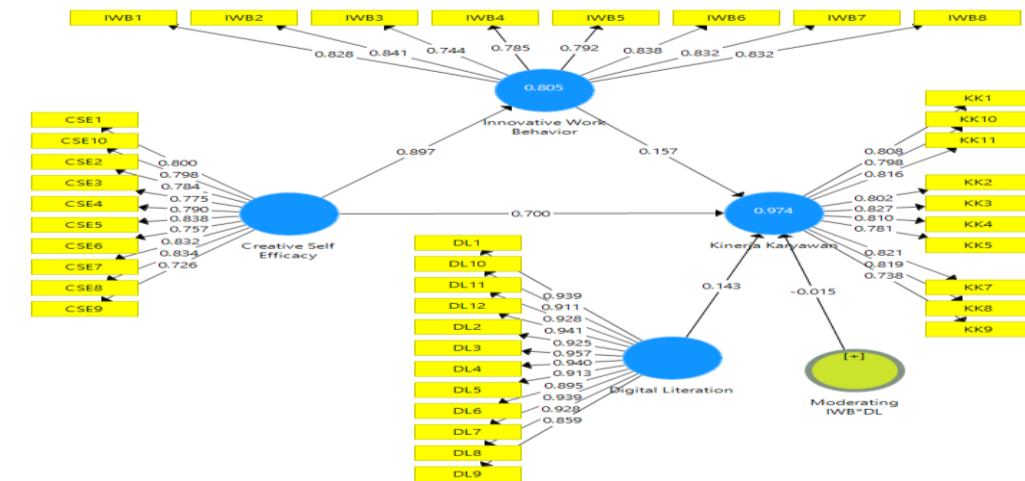 IWB1 IWB2 IWB3 IWB4 IWB5 IWB6 IWB7 IWB8
0.828 0.841 0.744 0.785 0.792 0.838 0.832 0.832
0.805
Innovative Work
Behavior
CSE1
CSE10
CSE2
CSE3
CSE4
CSE5
CSE6
CSE7
CSE8
CSE9
0.800
0.798
0.784
0.775
0.790
0.838
0.757
0.832
0.834
0.726
Creative Self
Efficacy
0.897
0.157
0.700
KK1
KK10
KK11
KK2
KK3
KK4
KK5
KK7
KK8
KK9
0.808
0.798
0.816
0.802
0.827
0.810
0.781
0.821
0.819
0.738
0.974
Kinerja Karyawan
DL1
DL10
DL11
DL12
DL2
DL3
DL4
DL5
DL6
DL7
DL8
DL9
0.939
0.911
0.928
0.941
0.925
0.957
0.940
0.913
0.895
0.939
0.928
0.859
Digital Literation
0.143
-0.015
[+]
Moderating
IWB*DL